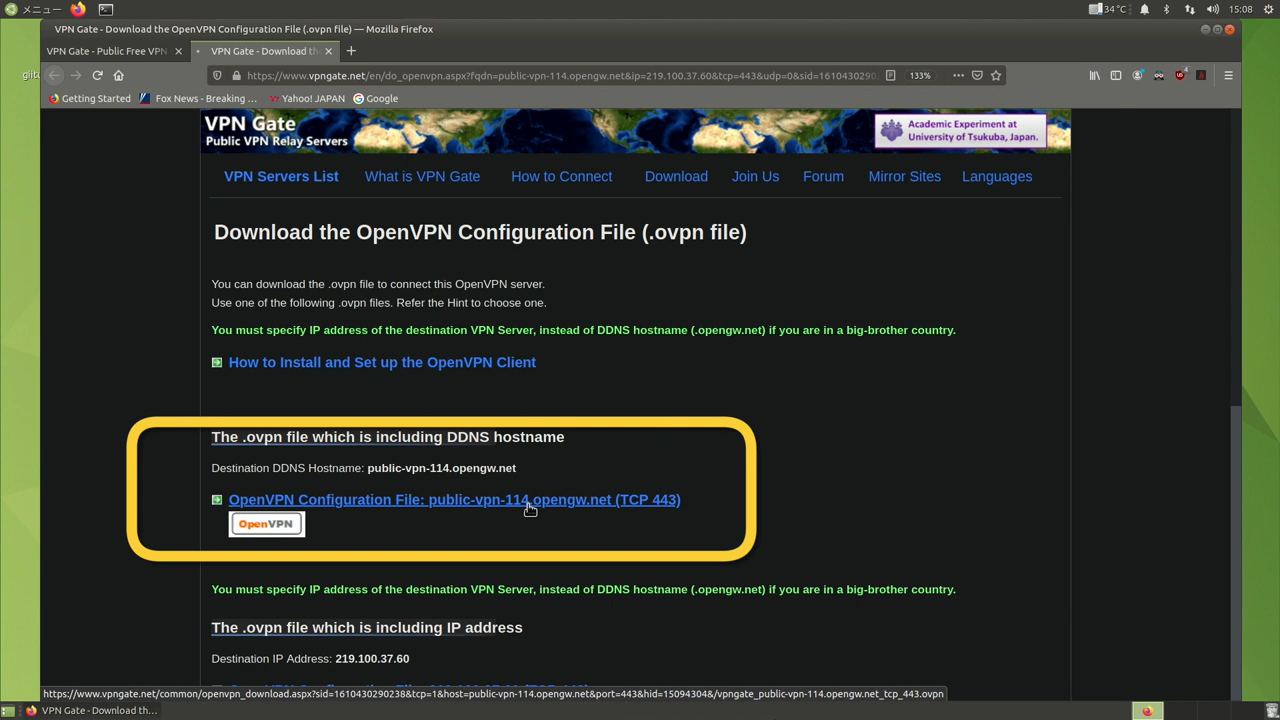 メニュー
34°C
15:08
VPN Gate - Download the OpenVPN Configuration File (.ovpn file) — Mozilla Firefox
VPN Gate - Public Free VPN
VPN Gate - Download th
https://www.vpngate.net/en/do_openvpn.aspx?fqdn=public-vpn-114.opengw.net&ip=219.100.37.60&tcp=443&udp=0&sid=1610430290238
133%
Getting Started
Fox News - Breaking ...
Yahoo! JAPAN
Google
VPN Gate
Public VPN Relay Servers
Academic Experiment at
University of Tsukuba, Japan.
VPN Servers List
What is VPN Gate
How to Connect
Download
Join Us
Forum
Mirror Sites
Languages
Download the OpenVPN Configuration File (.ovpn file)
You can download the .ovpn file to connect this OpenVPN server.
Use one of the following .ovpn files. Refer the Hint to choose one.
You must specify IP address of the destination VPN Server, instead of DDNS hostname (.opengw.net) if you are in a big-brother country.
How to Install and Set up the OpenVPN Client
The .ovpn file which is including DDNS hostname
Destination DDNS Hostname: public-vpn-114.opengw.net
OpenVPN Configuration File: public-vpn-114.opengw.net (TCP 443)
OpenVPN
You must specify IP address of the destination VPN Server, instead of DDNS hostname (.opengw.net) if you are in a big-brother country.
The .ovpn file which is including IP address
Destination IP Address: 219.100.37.60
https://www.vpngate.net/common/openvpn_download.aspx?sid=1610430290238&tcp=1&host=public-vpn-114.opengw.net&port=443&hid=15094304&/vpngate_public-vpn-114.opengw.net_tcp_443.ovpn
VPN Gate - Download th...